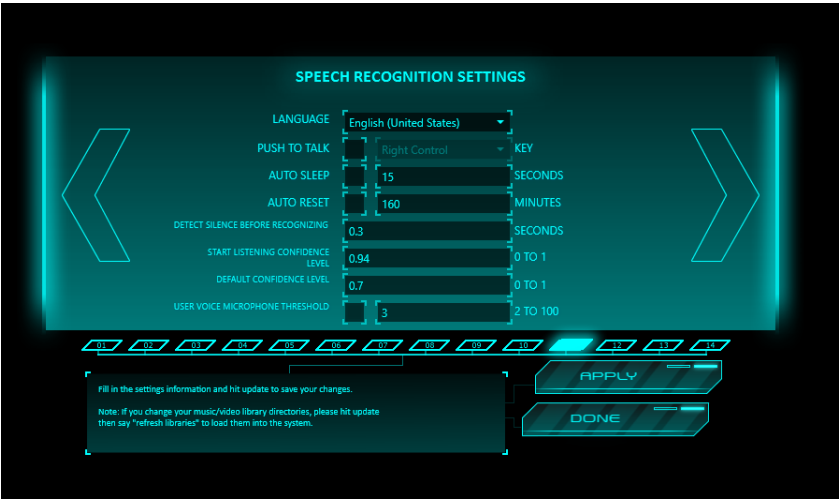 SPEECH RECOGNITION SETTINGS
LANGUAGE English (United States)
PUSH TO TALK Right Control KEY
AUTO SLEEP 15 SECONDS
AUTO RESET 160 MINUTES
DETECT SILENCE BEFORE RECOGNIZING 0.3 SECONDS
START LISTENING CONFIDENCE
LEVEL 0.94 0 TO 1
DEFAULT CONFIDENCE LEVEL 0.7 0 TO 1
USER VOICE MICROPHONE THRESHOLD 3 2 TO 100
01 02 03 04 05 06 07 08 09 10 12 13 14
Fill in the settings information and hit update to save your changes.
Note: If you change your music/video library directories, please hit update
then say "refresh libraries" to load them into the system.
APPLY
DONE